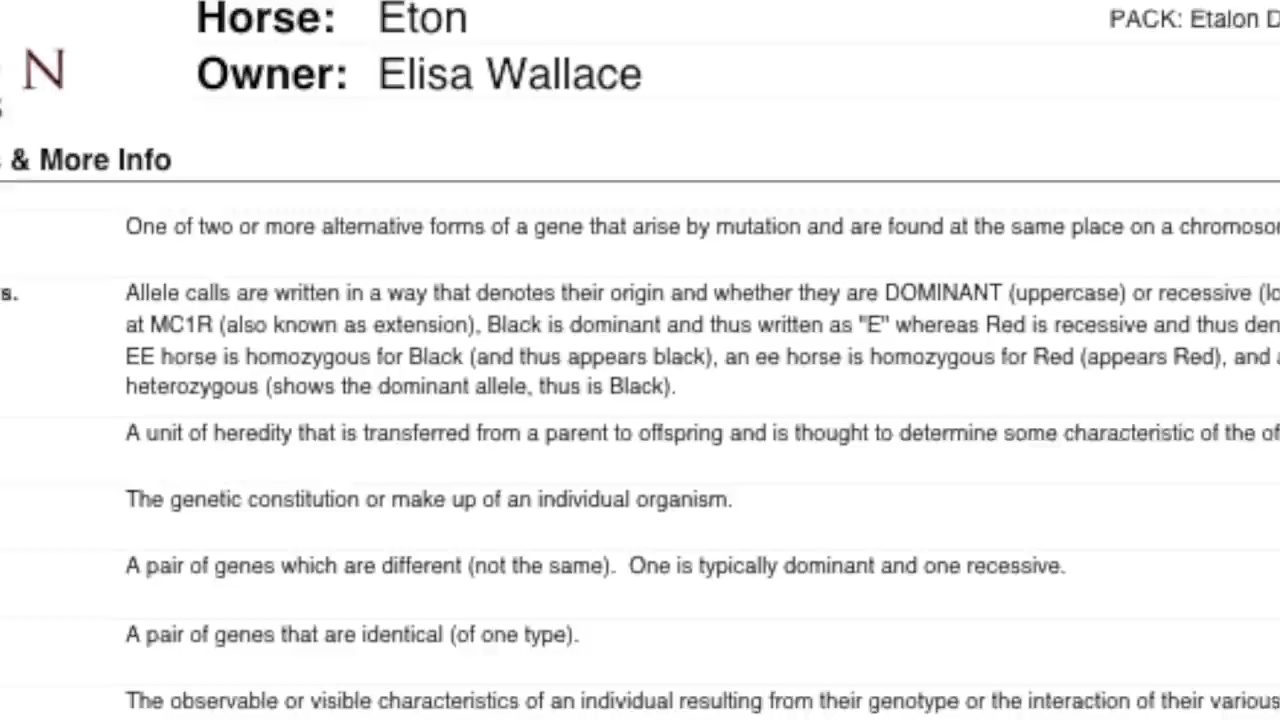 Horse: Eton
PACK: Etalon D
N
Owner: Elisa Wallace
& More Info
One of two or more alternative forms of a gene that arise by mutation and are found at the same place on a chromosor
s.
Allele calls are written in a way that denotes their origin and whether they are DOMINANT (uppercase) or recessive (lo
at MC1R (also known as extension), Black is dominant and thus written as "E" whereas Red is recessive and thus den
EE horse is homozygous for Black (and thus appears black), an ee horse is homozygous for Red (appears Red), and
heterozygous (shows the dominant allele, thus is Black).
A unit of heredity that is transferred from a parent to offspring and is thought to determine some characteristic of the of
The genetic constitution or make up of an individual organism.
A pair of genes which are different (not the same). One is typically dominant and one recessive.
A pair of genes that are identical (of one type).
The observable or visible characteristics of an individual resulting from their genotype or the interaction of their various